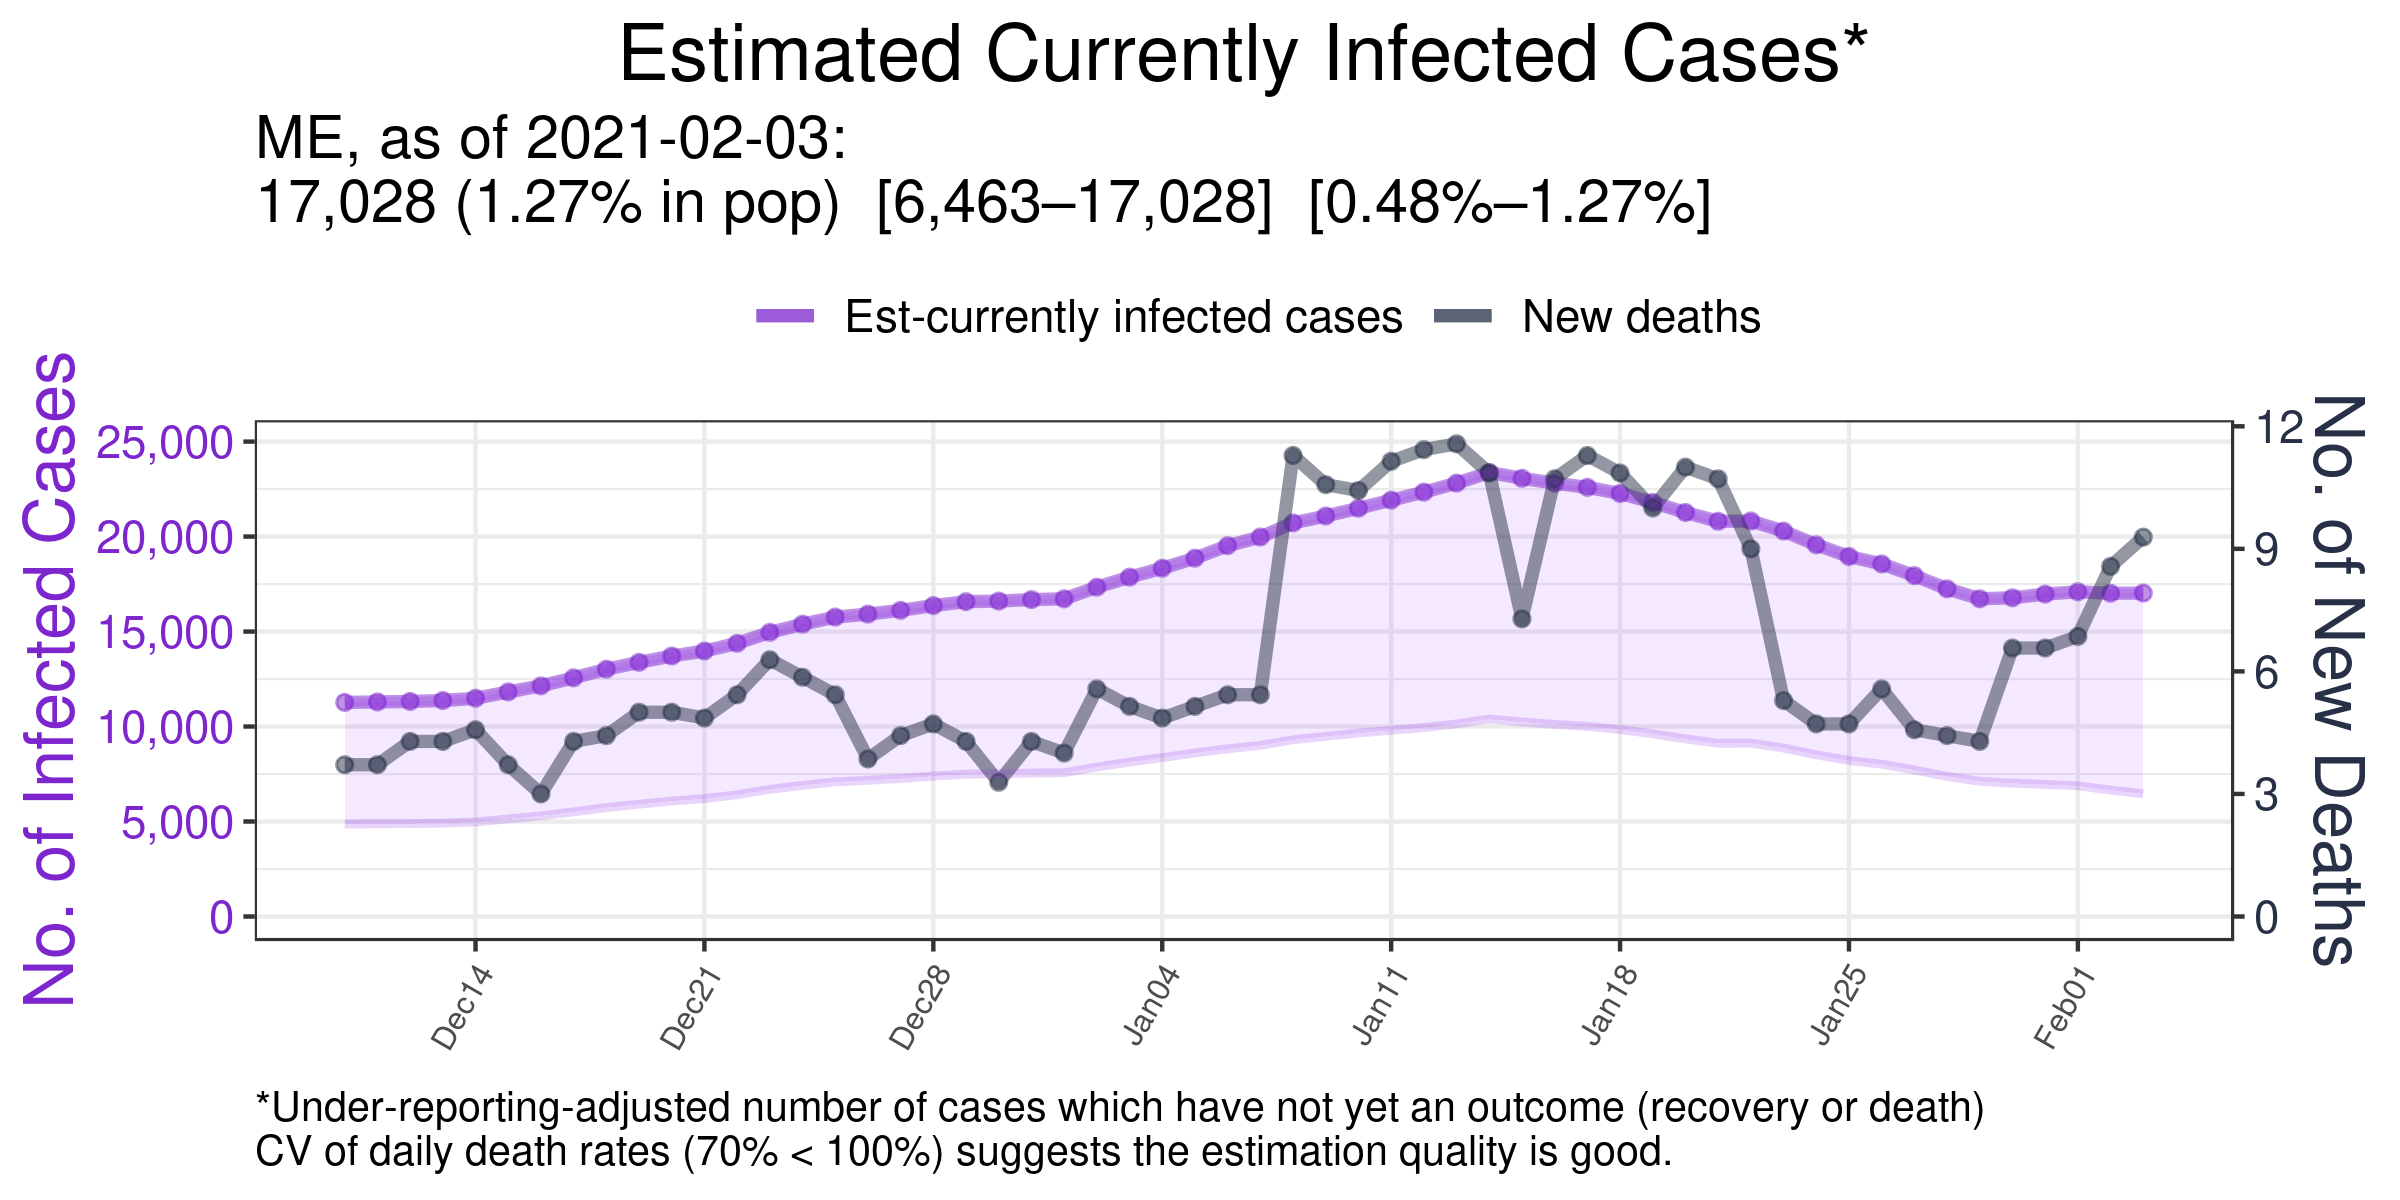 Estimated Currently Infected Cases*
ME, as of 2021-02-03:
17,028 (1.27% in pop)  [6,463–17,028]  [0.48%–1.27%]
Est-currently infected cases
New deaths
No. of Infected Cases
25,000
20,000
15,000
10,000
5,000
0
12
9
6
3
0
No. of New Deaths
Dec14
Dec21
Dec28
Jan04
Jan11
Jan18
Jan25
Feb01
*Under-reporting-adjusted number of cases which have not yet an outcome (recovery or death)
CV of daily death rates (70% < 100%) suggests the estimation quality is good.